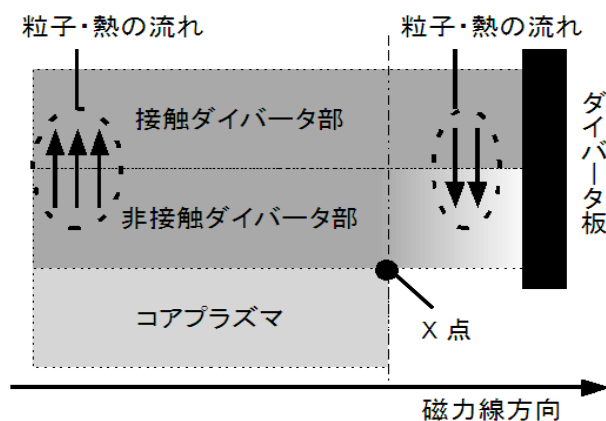 粒子・熱の流れ
粒子・熱の流れ
接触ダイバータ部
非接触ダイバータ部
コアプラズマ
ダイバータ板
X 点
磁力線方向